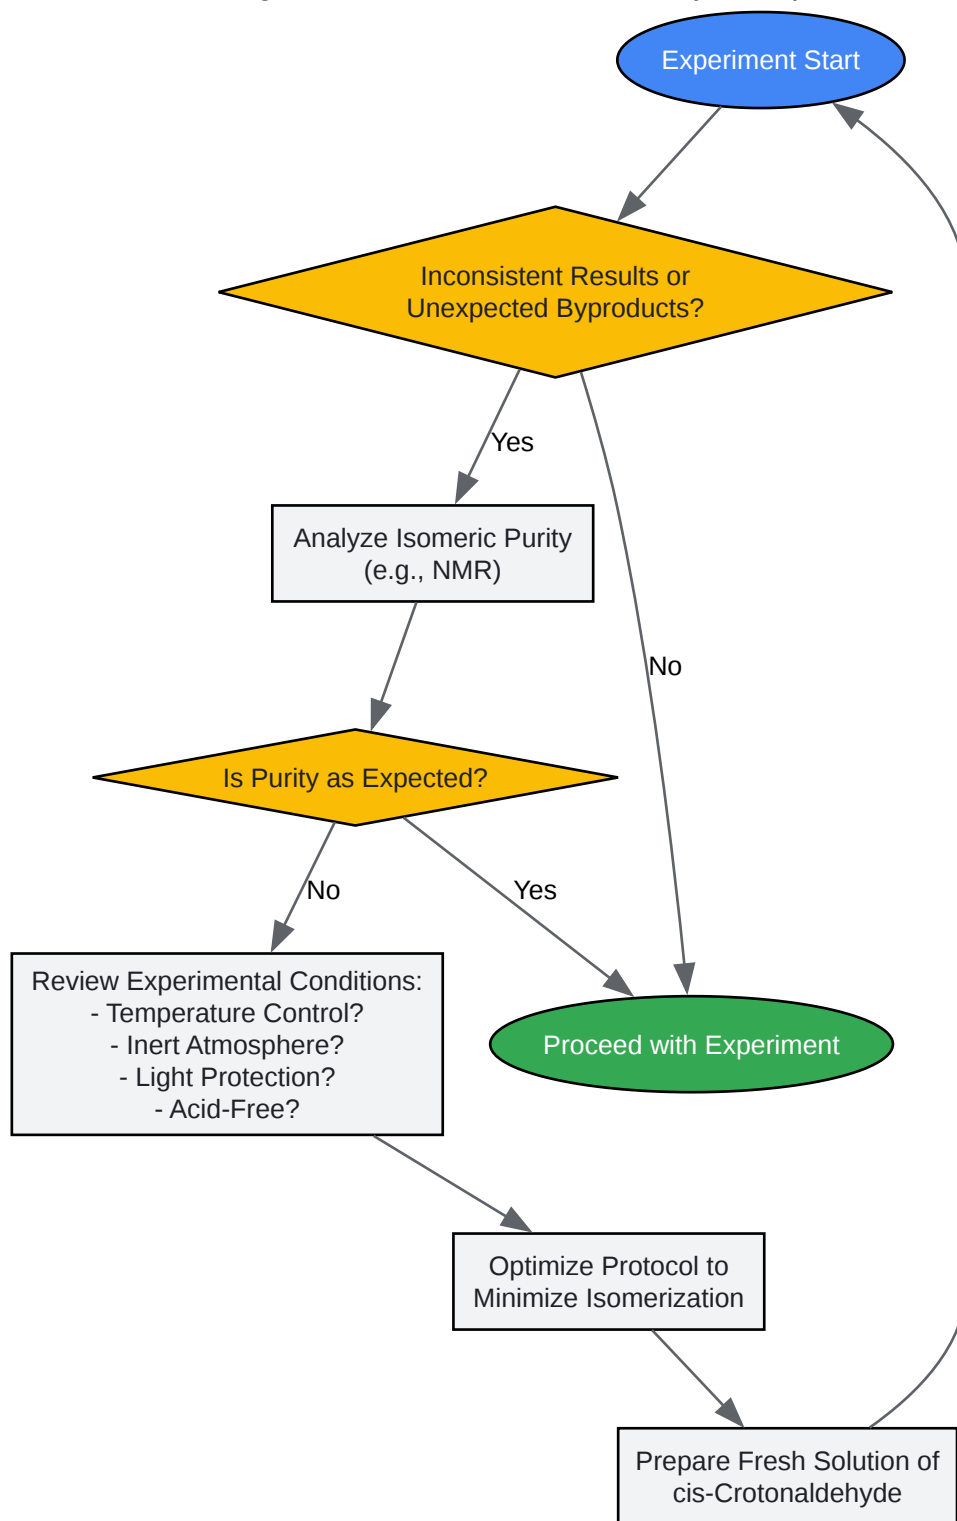 Experiment Start
Inconsistent Results or
Unexpected Byproducts?
Yes
Analyze Isomeric Purity
(e.g., NMR)
No
Is Purity as Expected?
No
Yes
Review Experimental Conditions:
- Temperature Control?
- Inert Atmosphere?
- Light Protection?
- Acid-Free?
Proceed with Experiment
Optimize Protocol to
Minimize Isomerization
Prepare Fresh Solution of
cis-Crotonaldehyde